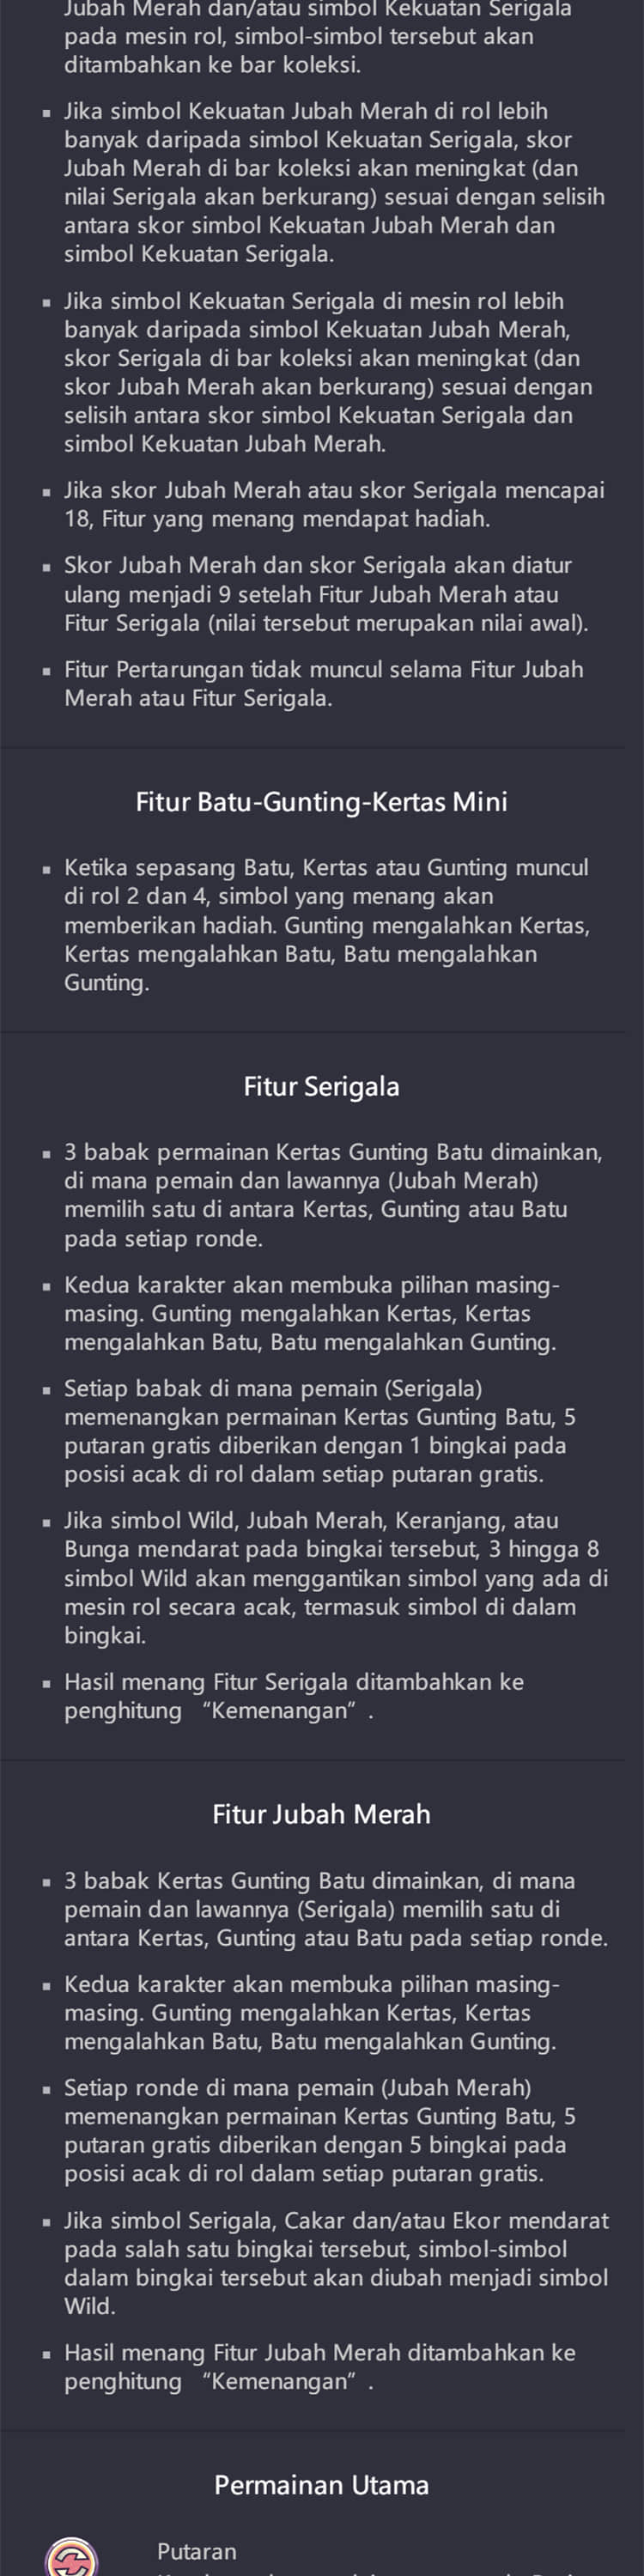 Jubah Merah dan/atau simbol Kekuatan Serigala
pada mesin rol, simbol-simbol tersebut akan
ditambahkan ke bar koleksi.
Jika simbol Kekuatan Jubah Merah di rol lebih
banyak daripada simbol Kekuatan Serigala, skor
Jubah Merah di bar koleksi akan meningkat (dan
nilai Serigala akan berkurang) sesuai dengan selisih
antara skor simbol Kekuatan Jubah Merah dan
simbol Kekuatan Serigala.
Jika simbol Kekuatan Serigala di mesin rol lebih
banyak daripada simbol Kekuatan Jubah Merah,
skor Serigala di bar koleksi akan meningkat (dan
skor Jubah Merah akan berkurang) sesuai dengan
selisih antara skor simbol Kekuatan Serigala dan
simbol Kekuatan Jubah Merah.
Jika skor Jubah Merah atau skor Serigala mencapai
18, Fitur yang menang mendapat hadiah.
Skor Jubah Merah dan skor Serigala akan diatur
ulang menjadi 9 setelah Fitur Jubah Merah atau
Fitur Serigala (nilai tersebut merupakan nilai awal).
Fitur Pertarungan tidak muncul selama Fitur Jubah
Merah atau Fitur Serigala.
Fitur Batu-Gunting-Kertas Mini
Ketika sepasang Batu, Kertas atau Gunting muncul
di rol 2 dan 4, simbol yang menang akan
memberikan hadiah. Gunting mengalahkan Kertas,
Kertas mengalahkan Batu, Batu mengalahkan
Gunting.
Fitur Serigala
3 babak permainan Kertas Gunting Batu dimainkan,
di mana pemain dan lawannya (Jubah Merah)
memilih satu di antara Kertas, Gunting atau Batu
pada setiap ronde.
Kedua karakter akan membuka pilihan masing-
masing. Gunting mengalahkan Kertas, Kertas
mengalahkan Batu, Batu mengalahkan Gunting.
Setiap babak di mana pemain (Serigala)
memenangkan permainan Kertas Gunting Batu, 5
putaran gratis diberikan dengan 1 bingkai pada
posisi acak di rol dalam setiap putaran gratis.
Jika simbol Wild, Jubah Merah, Keranjang, atau
Bunga mendarat pada bingkai tersebut, 3 hingga 8
simbol Wild akan menggantikan simbol yang ada di
mesin rol secara acak, termasuk simbol di dalam
bingkai.
Hasil menang Fitur Serigala ditambahkan ke
penghitung “Kemenangan”.
Fitur Jubah Merah
3 babak Kertas Gunting Batu dimainkan, di mana
pemain dan lawannya (Serigala) memilih satu di
antara Kertas, Gunting atau Batu pada setiap ronde.
Kedua karakter akan membuka pilihan masing-
masing. Gunting mengalahkan Kertas, Kertas
mengalahkan Batu, Batu mengalahkan Gunting.
Setiap ronde di mana pemain (Jubah Merah)
memenangkan permainan Kertas Gunting Batu, 5
putaran gratis diberikan dengan 5 bingkai pada
posisi acak di rol dalam setiap putaran gratis.
Jika simbol Serigala, Cakar dan/atau Ekor mendarat
pada salah satu bingkai tersebut, simbol-simbol
dalam bingkai tersebut akan diubah menjadi simbol
Wild.
Hasil menang Fitur Jubah Merah ditambahkan ke
penghitung “Kemenangan”.
Permainan Utama
Putaran